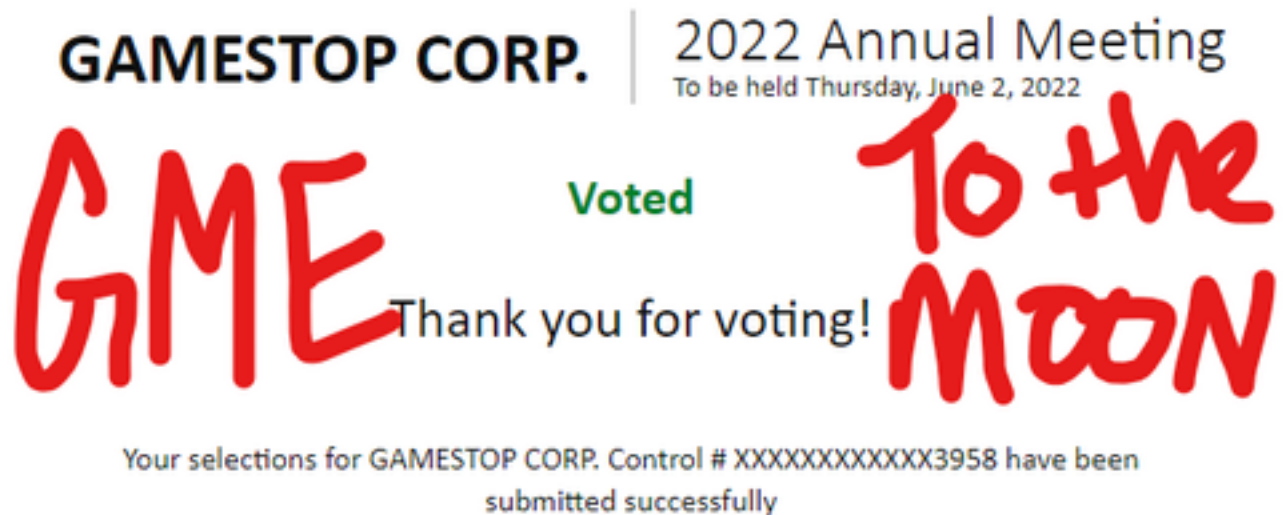 GAMESTOP CORP.
2022 Annual Meeting
To be held Thursday, June 2, 2022
GME
Voted
To the
MOON
Thank you for voting!
Your selections for GAMESTOP CORP. Control # XXXXXXXXXXXX3958 have been
submitted successfully